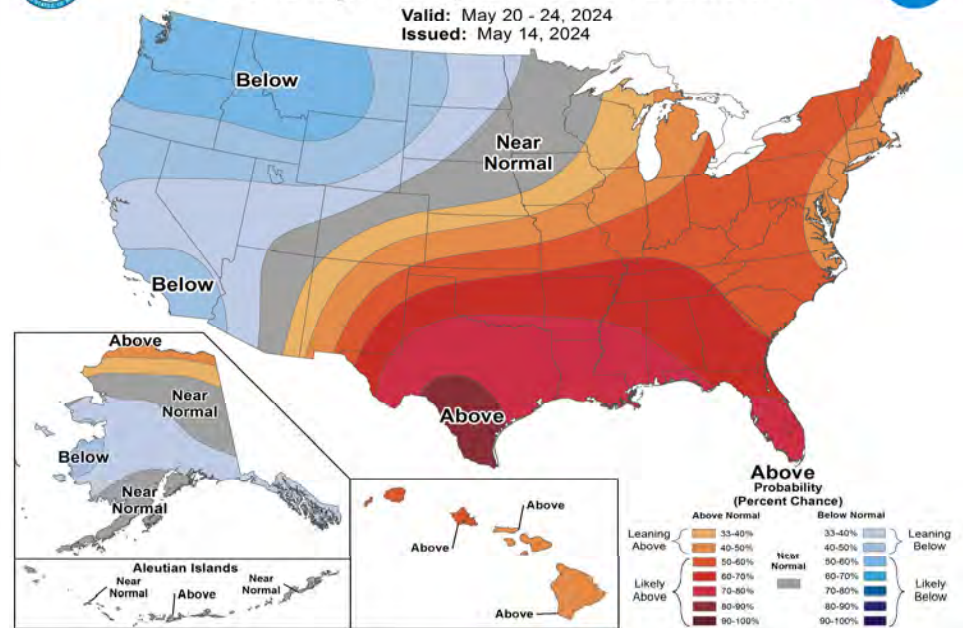 Valid: May 20 - 24, 2024
Issued: May 14, 2024
Below
Near
Normal
Below
Above
Above
Near
Normal
Below
Near
Normal
Aleutian Islands
Near
Normal
Above
Near
Normal
Above
Above
Above
Above
Probability
(Percent Chance)
Above Normal
Below Normal
Leaning
Above
33-40%
40-50%
Likely
Above
50-60%
60-70%
70-80%
80-90%
90-100%
Near
Normal
33-40%
40-50%
Leaning
Below
50-60%
60-70%
70-80%
80-90%
90-100%
Likely
Below